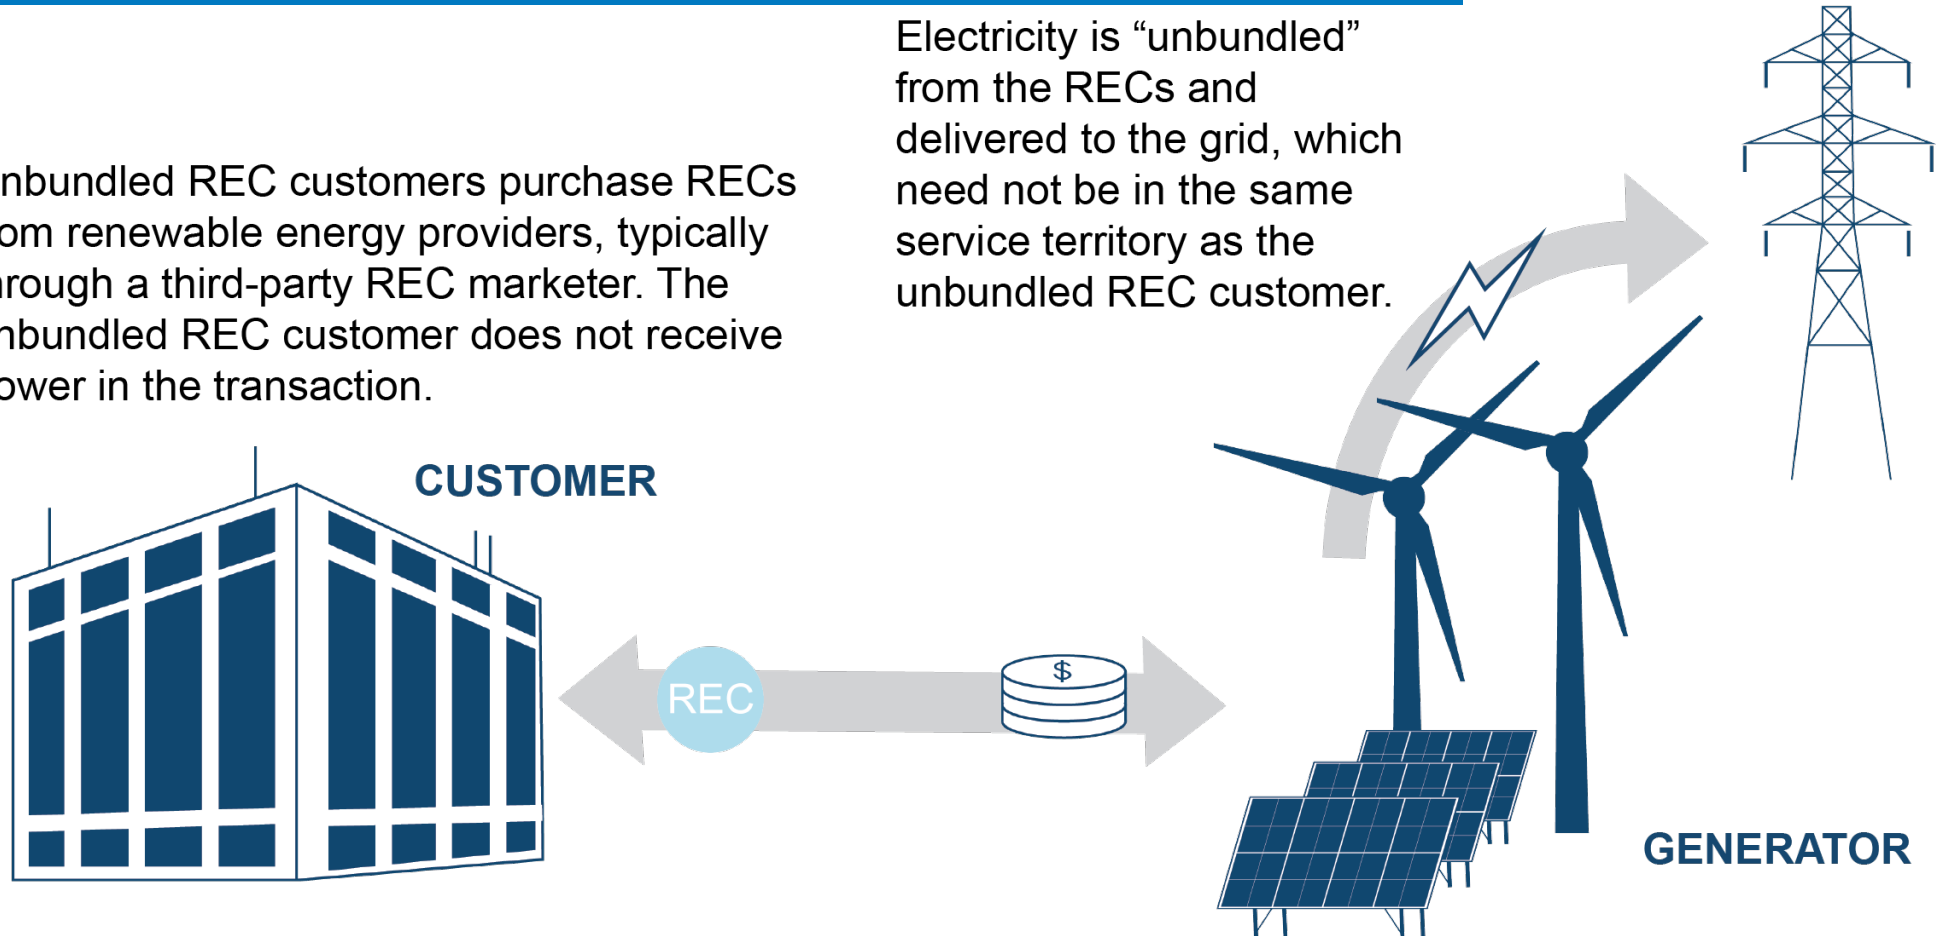 Electricity is “unbundled”
from the RECs and
delivered to the grid, which
need not be in the same
service territory as the
unbundled REC customer.
nbundled REC customers purchase RECs
om renewable energy providers, typically
hrough a third-party REC marketer. The
nbundled REC customer does not receive
ower in the transaction.
CUSTOMER
REC
$
GENERATOR